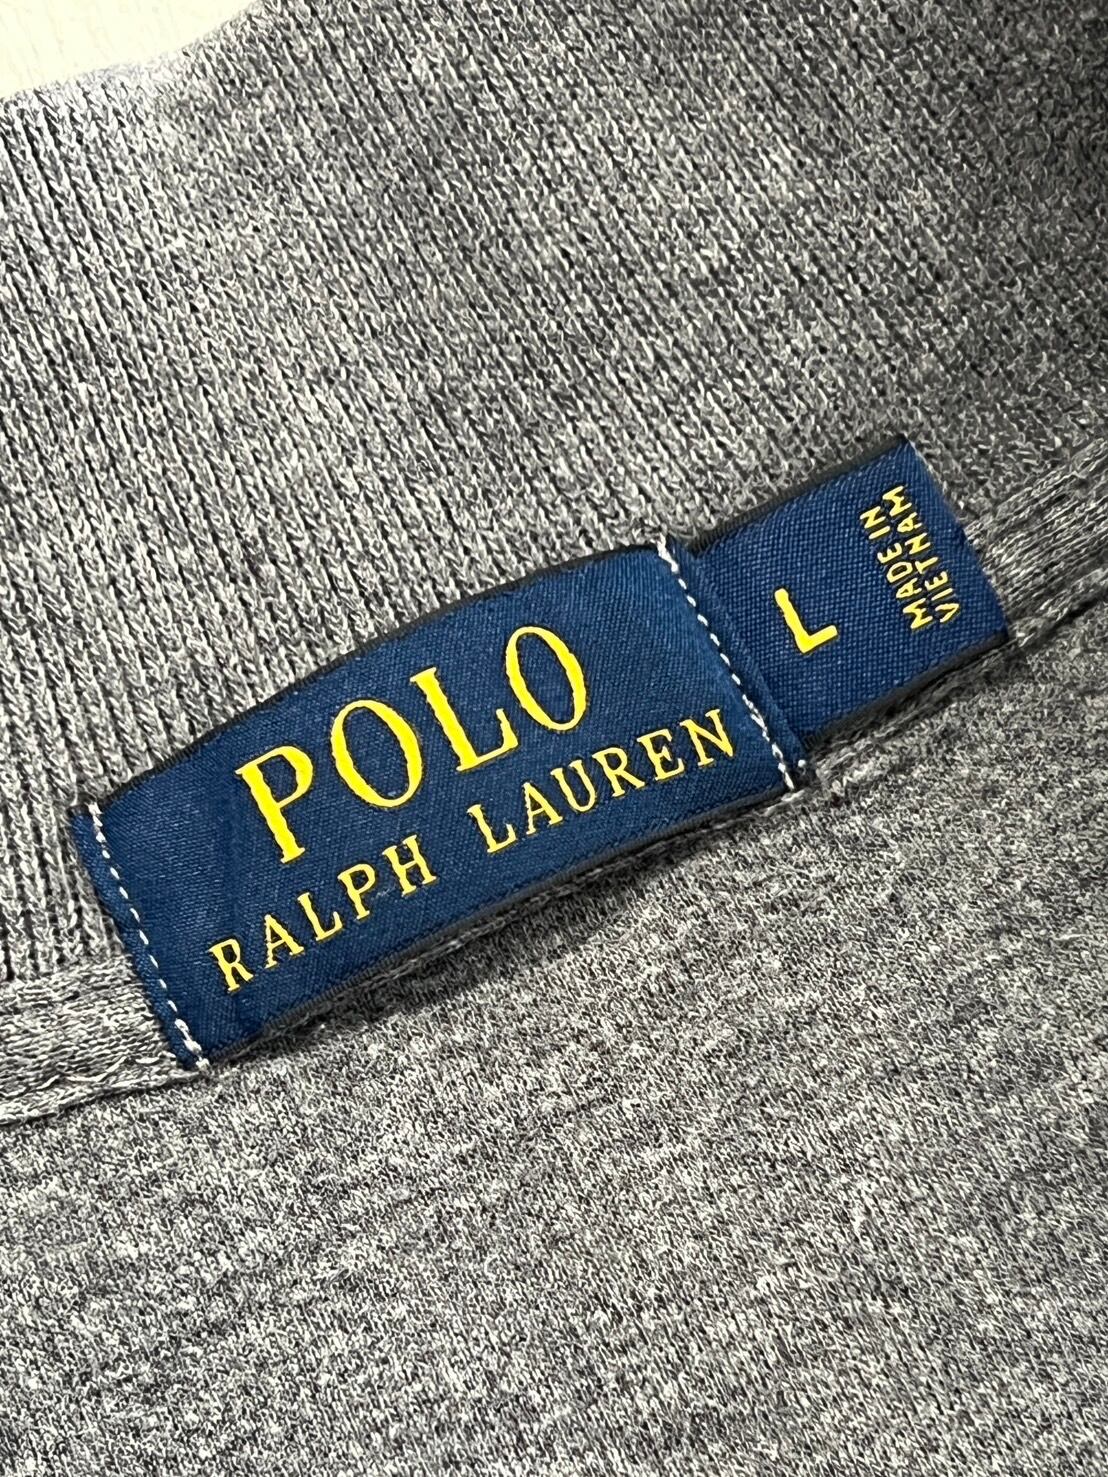 POLO
RALPH LAUREN
L
MADE IN
VIETNAM